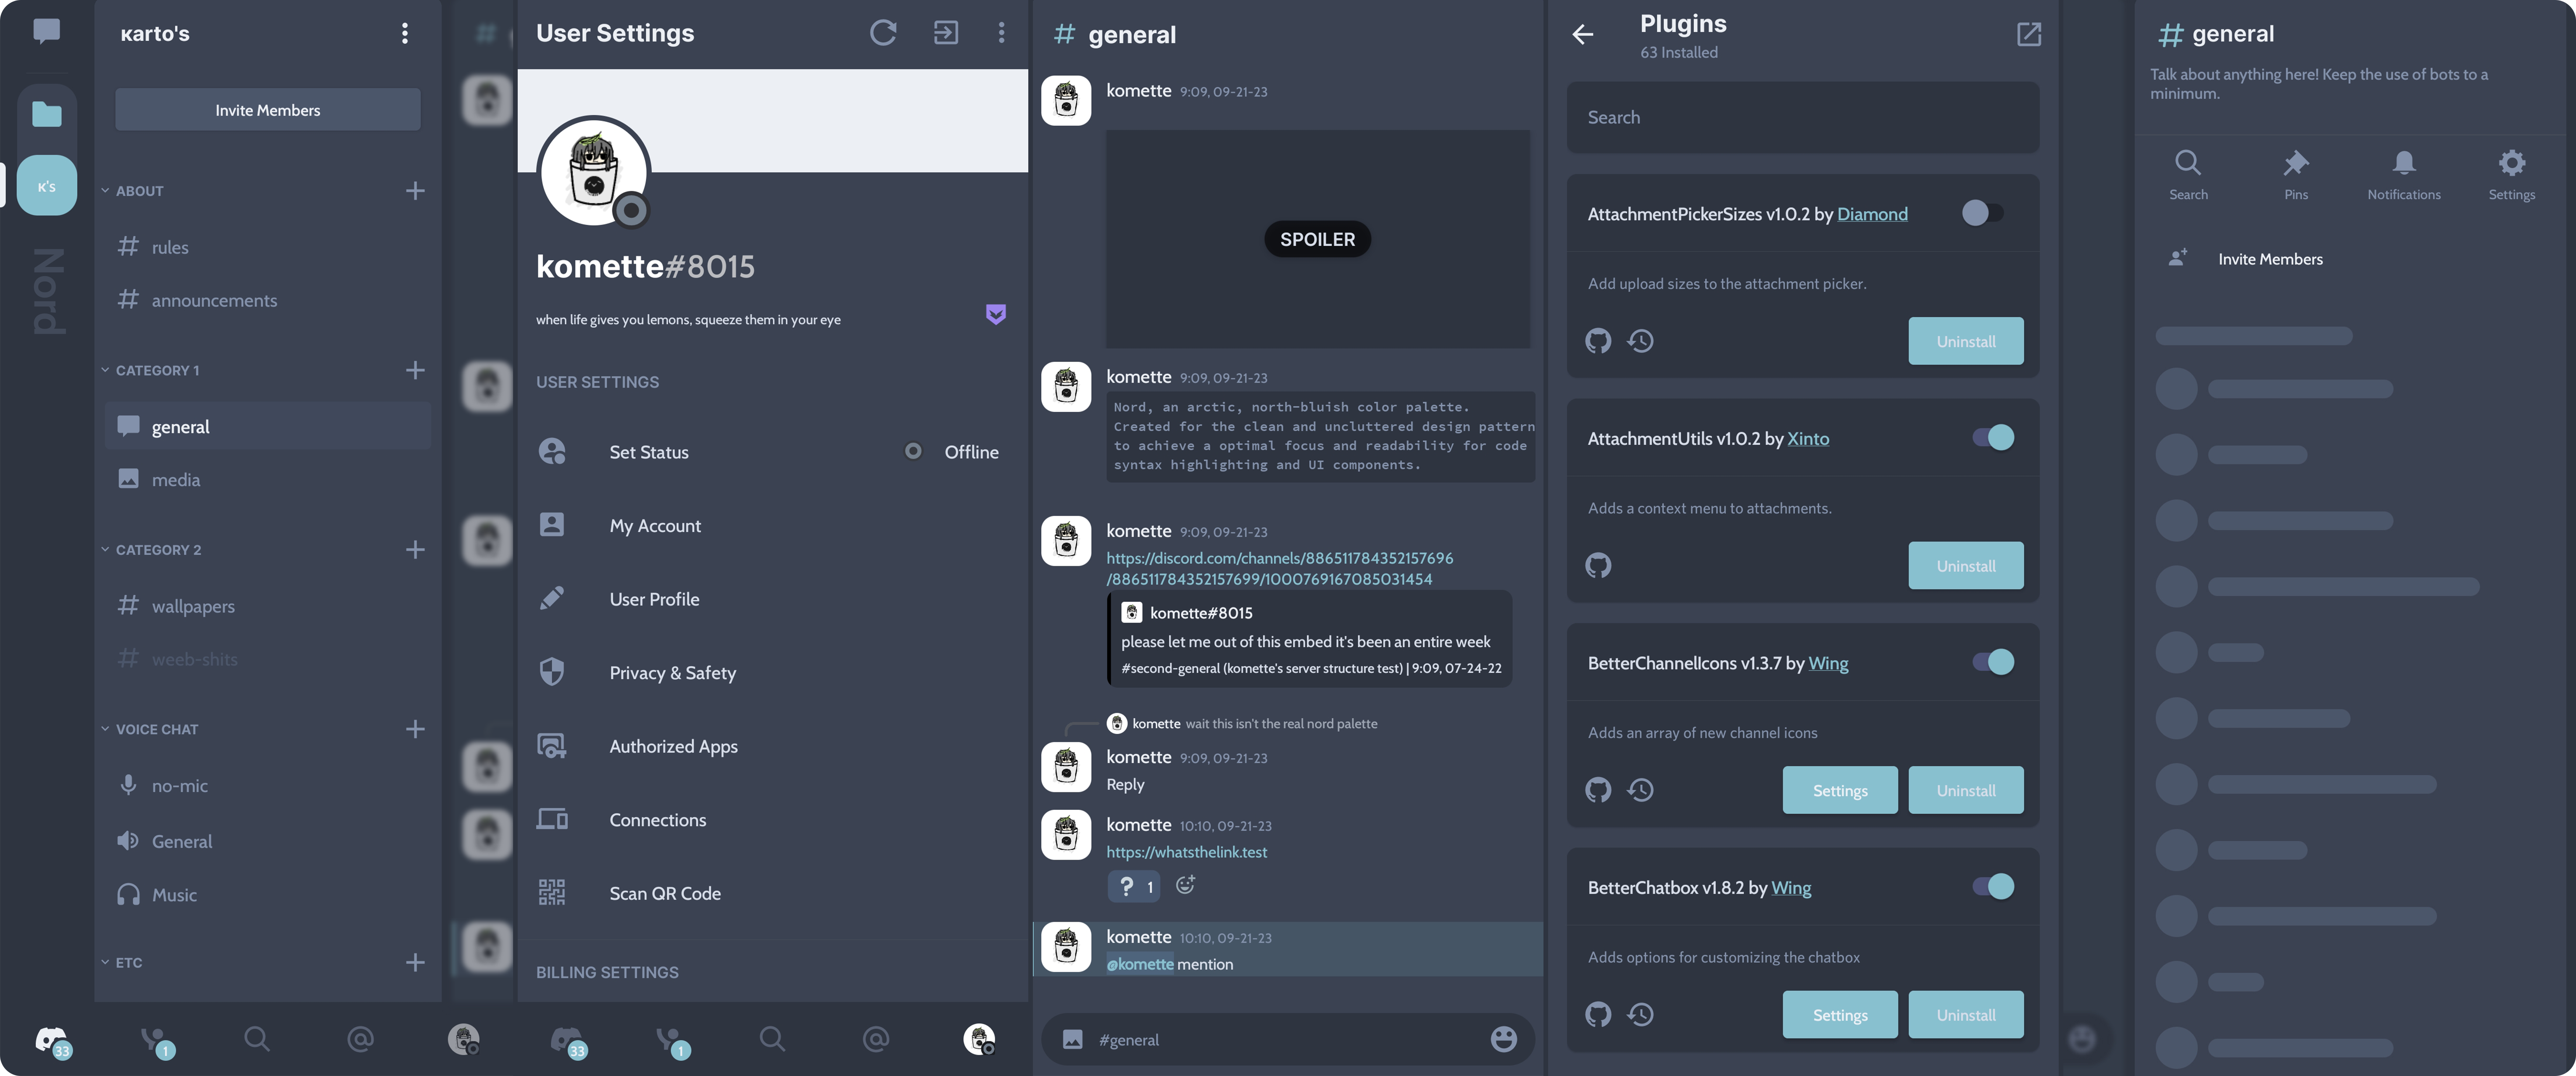 ĸarto's
Invite Members
ABOUT
rules
announcements
CATEGORY 1
general
media
CATEGORY 2
wallpapers
weeb-shits
VOICE CHAT
no-mic
General
Music
ETC
ĸ's
Nord
33
1
User Settings
komette#8015
when life gives you lemons, squeeze them in your eye
USER SETTINGS
Set Status
Offline
My Account
User Profile
Privacy & Safety
Authorized Apps
Connections
Scan QR Code
BILLING SETTINGS
33
1
# general
komette 9:09, 09-21-23
SPOILER
komette 9:09, 09-21-23
Nord, an arctic, north-bluish color palette.
Created for the clean and uncluttered design pattern
to achieve a optimal focus and readability for code
syntax highlighting and UI components.
komette 9:09, 09-21-23
https://discord.com/channels/886511784352157696
/886511784352157699/1000769167085031454
komette#8015
please let me out of this embed it's been an entire week
#second-general (komette's server structure test) | 9:09, 07-24-22
komette wait this isn't the real nord palette
komette 9:09, 09-21-23
Reply
komette 10:10, 09-21-23
https://whatsthelink.test
? 1
komette 10:10, 09-21-23
@komette mention
#general
Plugins
63 Installed
Search
AttachmentPickerSizes v1.0.2 by Diamond
Add upload sizes to the attachment picker.
Uninstall
AttachmentUtils v1.0.2 by Xinto
Adds a context menu to attachments.
Uninstall
BetterChannelIcons v1.3.7 by Wing
Adds an array of new channel icons
Settings
Uninstall
BetterChatbox v1.8.2 by Wing
Adds options for customizing the chatbox
Settings
Uninstall
# general
Talk about anything here! Keep the use of bots to a
minimum.
Search
Pins
Notifications
Settings
Invite Members